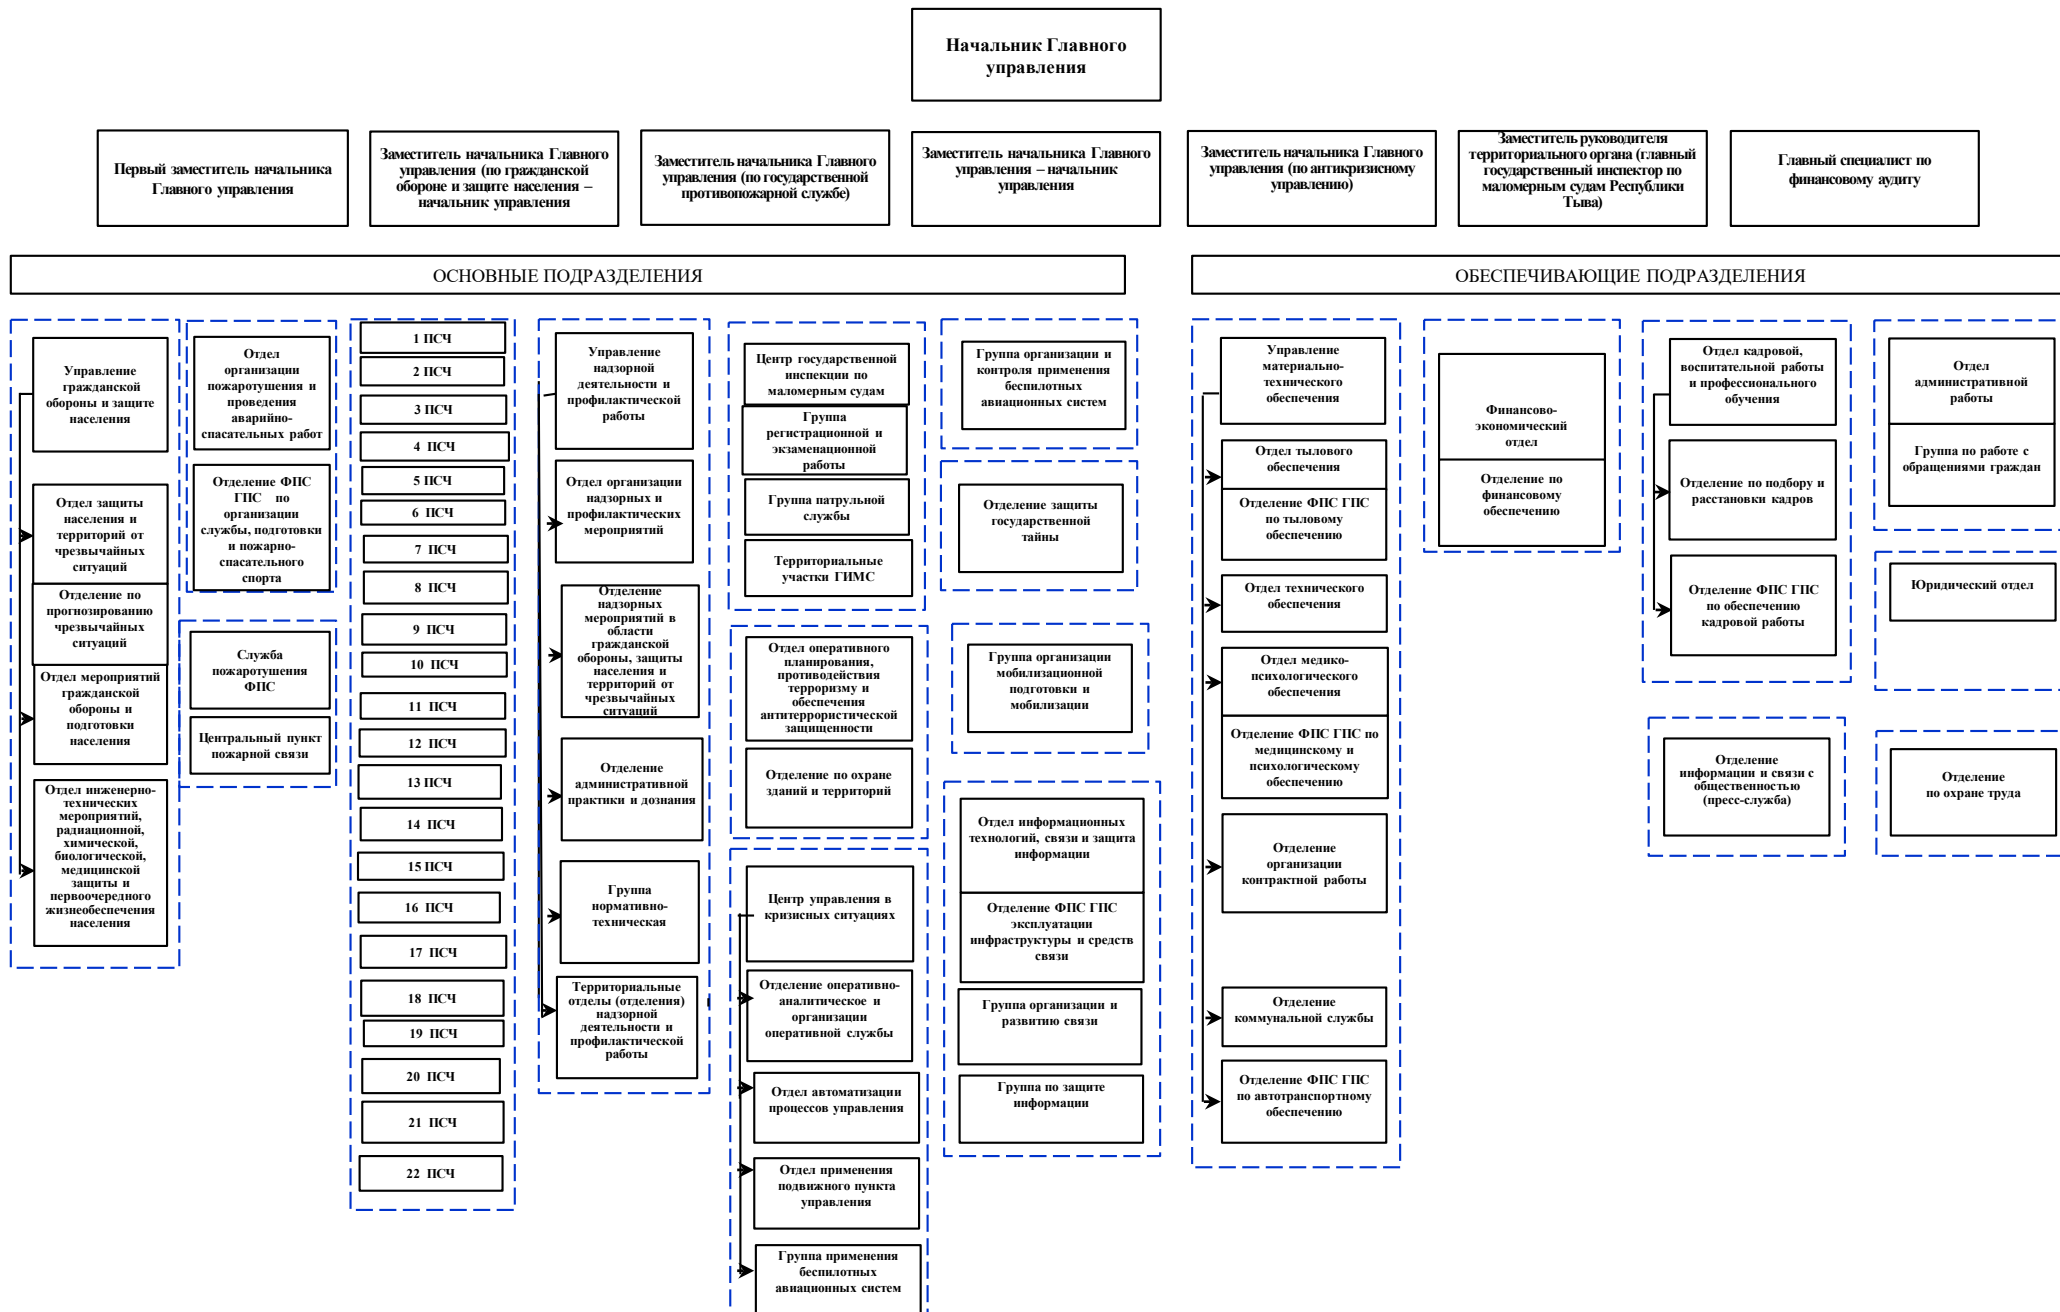 Начальник Главного
управления
Первый заместитель начальника
Главного управления
Заместитель начальника Главного
управления (по гражданской
обороне и защите населения –
начальник управления
Заместитель начальника Главного
управления (по государственной
противопожарной службе)
Заместитель начальника Главного
управления – начальник
управления
Заместитель начальника Главного
управления (по антикризисному
управлению)
Заместитель руководителя
территориального органа (главный
государственный инспектор по
маломерным судам Республики
Тыва)
Главный специалист по
финансовому аудиту
ОСНОВНЫЕ ПОДРАЗДЕЛЕНИЯ
ОБЕСПЕЧИВАЮЩИЕ ПОДРАЗДЕЛЕНИЯ
Управление
гражданской
обороны и защите
населения
Отдел защиты
населения и
территорий от
чрезвычайных
ситуаций
Отделение по
прогнозированию
чрезвычайных
ситуаций
Отдел мероприятий
гражданской
обороны и
подготовки
населения
Отдел инженерно-
технических
мероприятий,
радиационной,
химической,
биологической,
медицинской
защиты и
первоочередного
жизнеобеспечения
населения
Отдел
организации
пожаротушения и
проведения
аварийно-
спасательных работ
Отделение ФПС
ГПС по
организации
службы, подготовки
и пожарно-
спасательного
спорта
Служба
пожаротушения
ФПС
Центральный пункт
пожарной связи
1 ПСЧ
2 ПСЧ
3 ПСЧ
4 ПСЧ
5 ПСЧ
6 ПСЧ
7 ПСЧ
8 ПСЧ
9 ПСЧ
10 ПСЧ
11 ПСЧ
12 ПСЧ
13 ПСЧ
14 ПСЧ
15 ПСЧ
16 ПСЧ
17 ПСЧ
18 ПСЧ
19 ПСЧ
20 ПСЧ
21 ПСЧ
22 ПСЧ
Управление
надзорной
деятельности и
профилактической
работы
Отдел организации
надзорных и
профилактических
мероприятий
Отделение
надзорных
мероприятий в
области
гражданской
обороны, защиты
населения и
территорий от
чрезвычайных
ситуаций
Отделение
административной
практики и дознания
Группа
нормативно-
техническая
Территориальные
отделы (отделения)
надзорной
деятельности и
профилактической
работы
Центр государственной
инспекции по
маломерным судам
Группа
регистрационной и
экзаменационной
работы
Группа патрульной
службы
Территориальные
участки ГИМС
Отдел оперативного
планирования,
противодействия
терроризму и
обеспечения
антитеррористической
защищенности
Отделение по охране
зданий и территорий
Центр управления в
кризисных ситуациях
Отделение оперативно-
аналитическое и
организации
оперативной службы
Отдел автоматизации
процессов управления
Отдел применения
подвижного пункта
управления
Группа применения
беспилотных
авиационных систем
Группа организации и
контроля применения
беспилотных
авиационных систем
Отделение защиты
государственной
тайны
Группа организации
мобилизационной
подготовки и
мобилизации
Отдел информационных
технологий, связи и защита
информации
Отделение ФПС ГПС
эксплуатации
инфраструктуры и средств
связи
Группа организации и
развитию связи
Группа по защите
информации
Управление
материально-
технического
обеспечения
Отдел тылового
обеспечения
Отделение ФПС ГПС
по тыловому
обеспечению
Отдел технического
обеспечения
Отдел медико-
психологического
обеспечения
Отделение ФПС ГПС по
медицинскому и
психологическому
обеспечению
Отделение
организации
контрактной работы
Отделение
коммунальной службы
Отделение ФПС ГПС
по автотранспортному
обеспечению
Финансово-
экономический
отдел
Отделение по
финансовому
обеспечению
Отдел кадровой,
воспитательной работы
и профессионального
обучения
Отделение по подбору и
расстановки кадров
Отделение ФПС ГПС
по обеспечению
кадровой работы
Отделение
информации и связи с
общественностью
(пресс-служба)
Отдел
административной
работы
Группа по работе с
обращениями граждан
Юридический отдел
Отделение
по охране труда